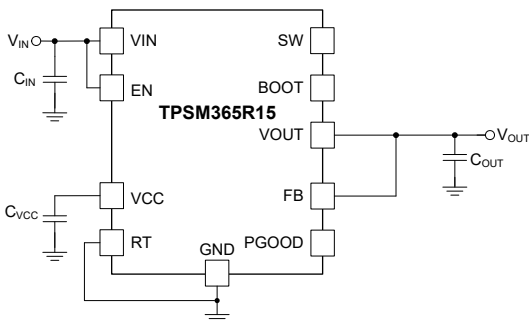 VIN
VIN
SW
CIN
EN
BOOT
TPSM365R15
VOUT
VOUT
COUT
VCC
FB
CVCC
RT
GND
PGOOD